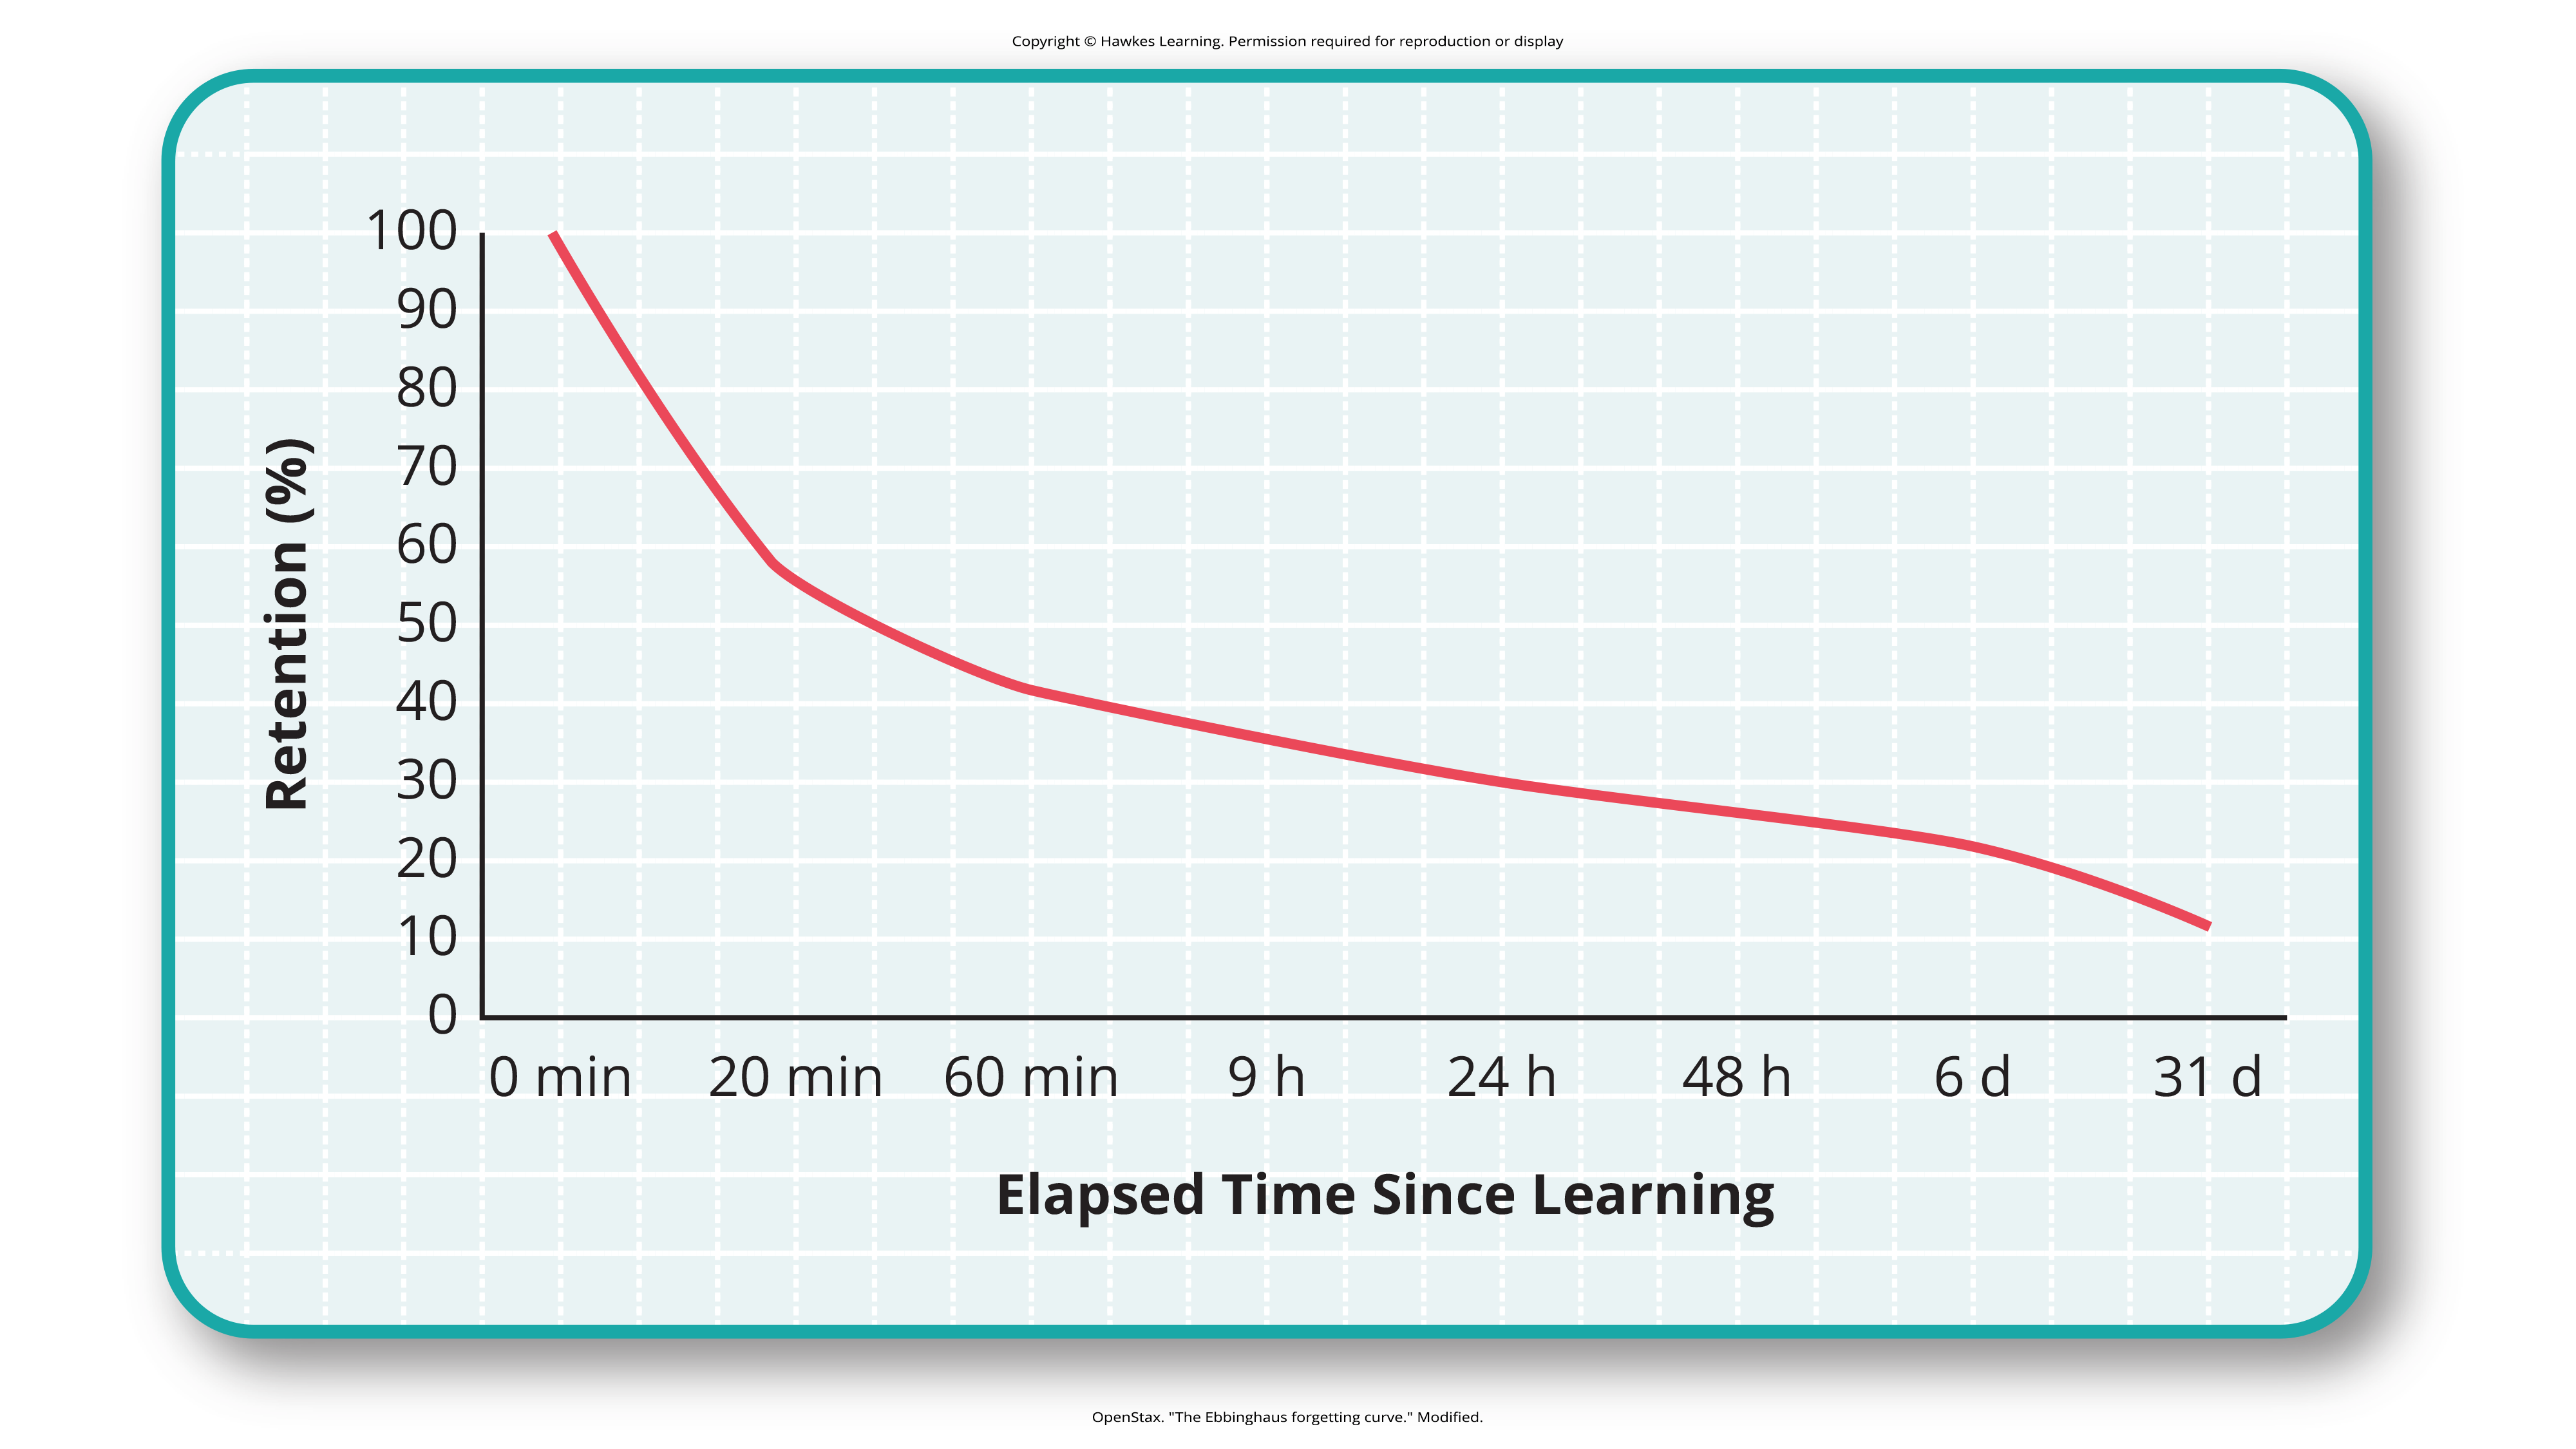 Copyright © Hawkes Learning. Permission required for reproduction or display
100
90
80
70
60
50
40
30
20
10
0
Retention (%)
0 min 20 min 60 min 9 h 24 h 48 h 6 d 31 d
Elapsed Time Since Learning
OpenStax. "The Ebbinghaus forgetting curve." Modified.